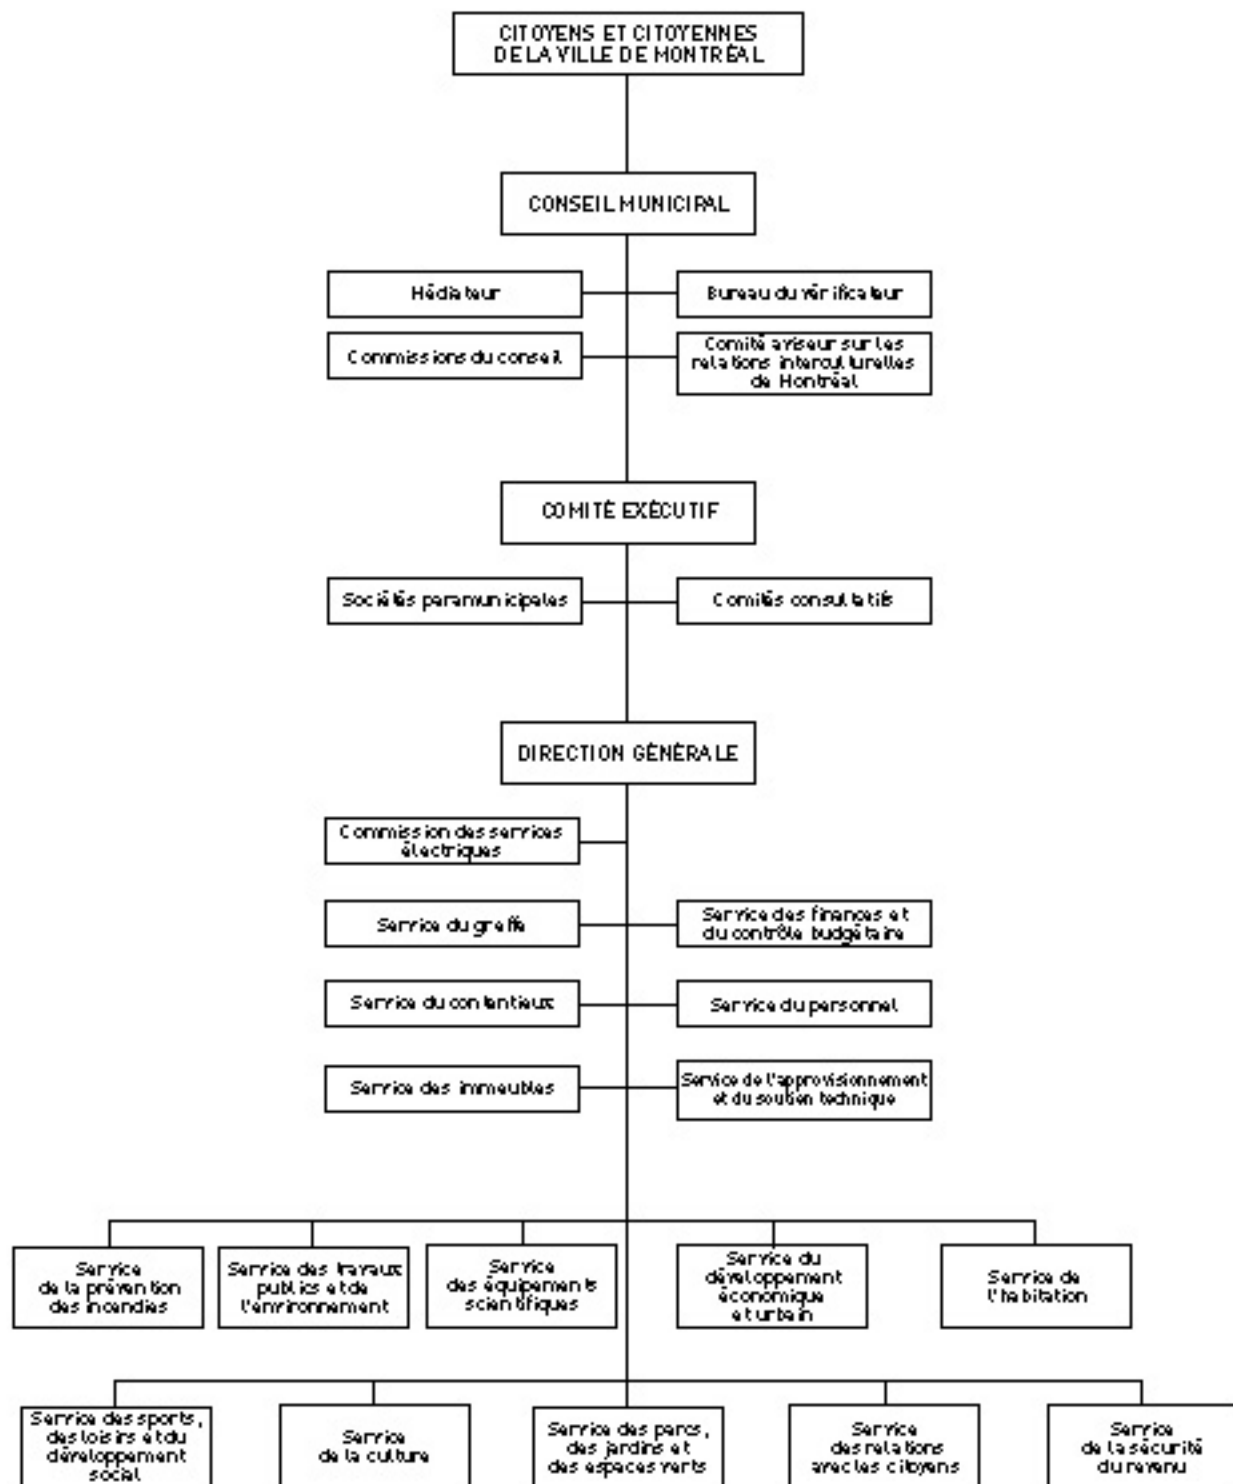 CITOYENS ET CITOYENNES
DE LA VILLE DE MONTRÉAL
CONSEIL MUNICIPAL
Médiateur
Bureau du vérificateur
Commissions du conseil
Comité aviseur sur les
relations interculturelles
de Montréal
COMITÉ EXÉCUTIF
Sociétés paramunicipales
Comités consultatifs
DIRECTION GÉNÉRALE
Commission des services
électriques
Service du greffe
Service des finances et
du contrôle budgétaire
Service du contentieux
Service du personnel
Service des immeubles
Service de l'approvisionnement
et du soutien technique
Service
de la prévention
des incendies
Service des travaux
publics et de
l'environnement
Service
des équipements
scientifiques
Service du
développement
économique
et urbain
Service de
l'habitation
Service des sports,
des loisirs et du
développement
social
Service
de la culture
Service des parcs,
des jardins et
des espaces verts
Service
des relations
avec les citoyens
Service
de la sécurité
du revenu